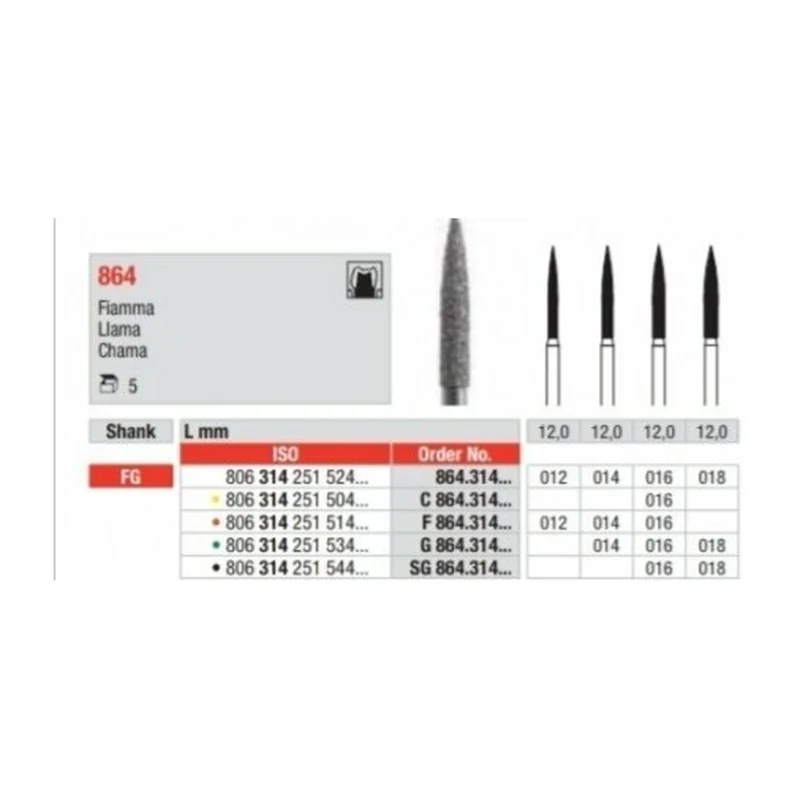 864
Fiamma
Llama
Chama
5
Shank L mm 12,0 12,0 12,0 12,0
ISO Order No.
FG 806 314 251 524... 864.314... 012 014 016 018
806 314 251 504... C 864.314... 016
806 314 251 514... F 864.314... 012 014 016
806 314 251 534... G 864.314... 014 016 018
806 314 251 544... SG 864.314... 016 018